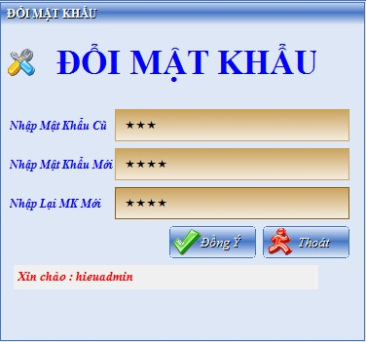 ĐỔI MẬT KHẨU
ĐỔI MẬT KHẨU
Nhập Mật Khẩu Cũ ★★★
Nhập Mật Khẩu Mới ★★★★
Nhập Lại MK Mới ★★★★
Đồng Ý Thoát
Xin chào : hieuadmin